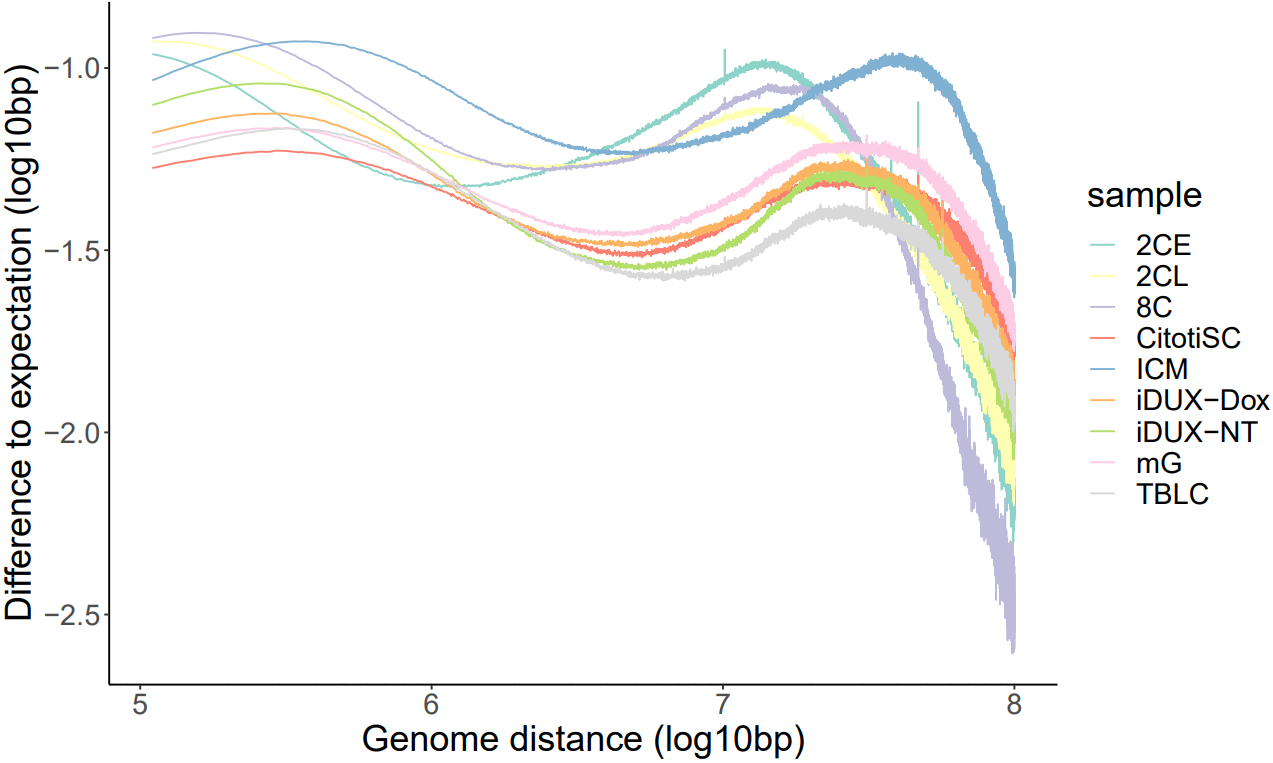 Difference to expectation (log10bp)
−1.0
−1.5
−2.0
−2.5
5
6
7
8
Genome distance (log10bp)
sample
2CE
2CL
8C
CitotiSC
ICM
iDUX−Dox
iDUX−NT
mG
TBLC